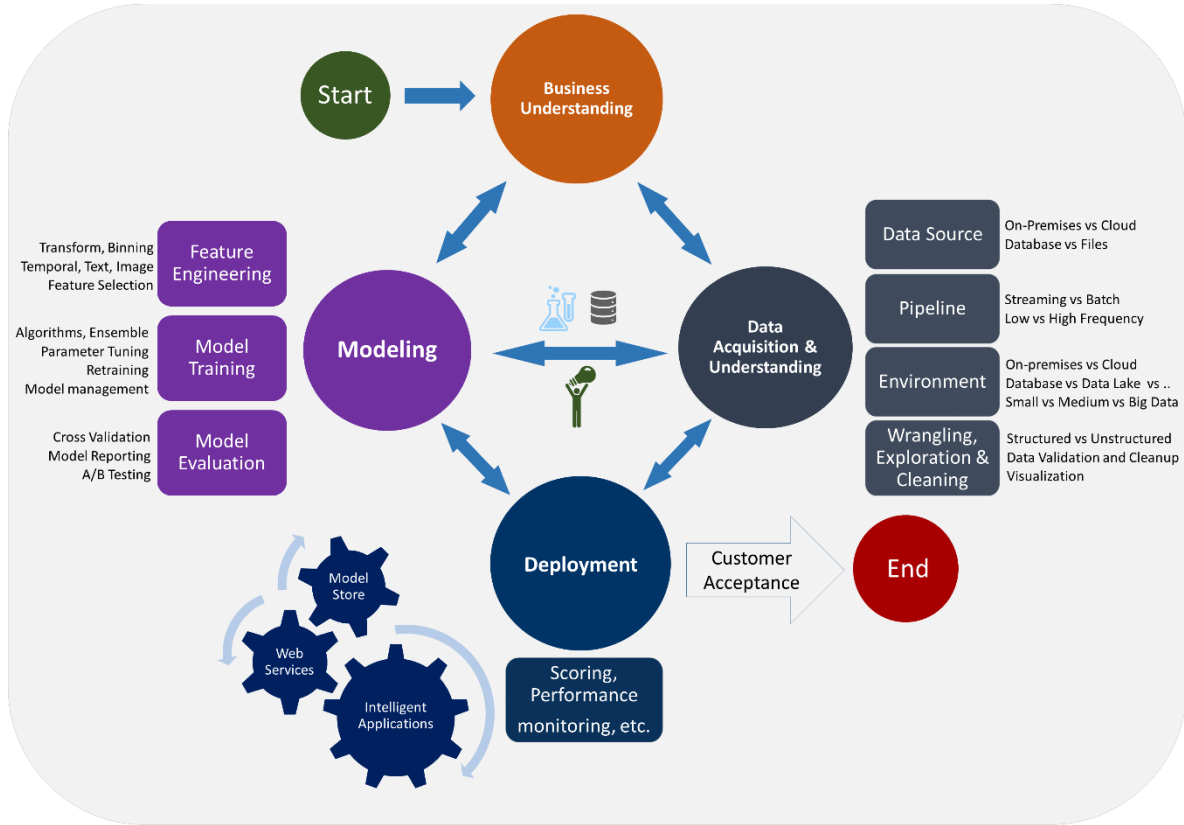 Start
Business
Understanding
Feature
Engineering
Transform, Binning
Temporal, Text, Image
Feature Selection
Model
Training
Algorithms, Ensemble
Parameter Tuning
Retraining
Model management
Model
Evaluation
Cross Validation
Model Reporting
A/B Testing
Modeling
Data
Acquisition &
Understanding
Data Source
On-Premises vs Cloud
Database vs Files
Pipeline
Streaming vs Batch
Low vs High Frequency
Environment
On-premises vs Cloud
Database vs Data Lake vs ..
Small vs Medium vs Big Data
Wrangling,
Exploration &
Cleaning
Structured vs Unstructured
Data Validation and Cleanup
Visualization
Deployment
Customer
Acceptance
End
Model
Store
Web
Services
Intelligent
Applications
Scoring,
Performance
monitoring, etc.